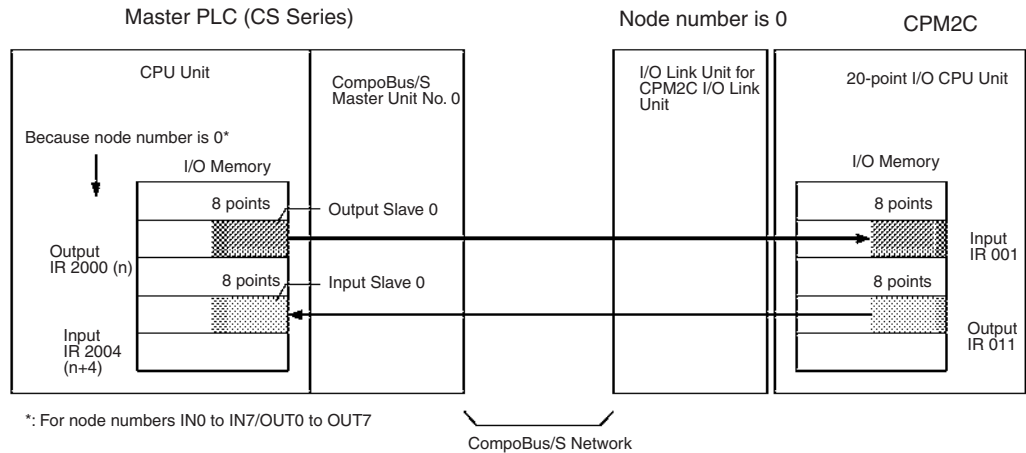 Master PLC (CS Series)
Node number is 0
CPM2C
CPU Unit
CompoBus/S
Master Unit No. 0
I/O Link Unit for
CPM2C I/O Link
Unit
20-point I/O CPU Unit
Because node number is 0*
I/O Memory
I/O Memory
8 points
8 points
Output Slave 0
Output
IR 2000 (n)
Input
IR 001
8 points
Input Slave 0
8 points
Input
IR 2004
(n+4)
Output
IR 011
*: For node numbers IN0 to IN7/OUT0 to OUT7
CompoBus/S Network